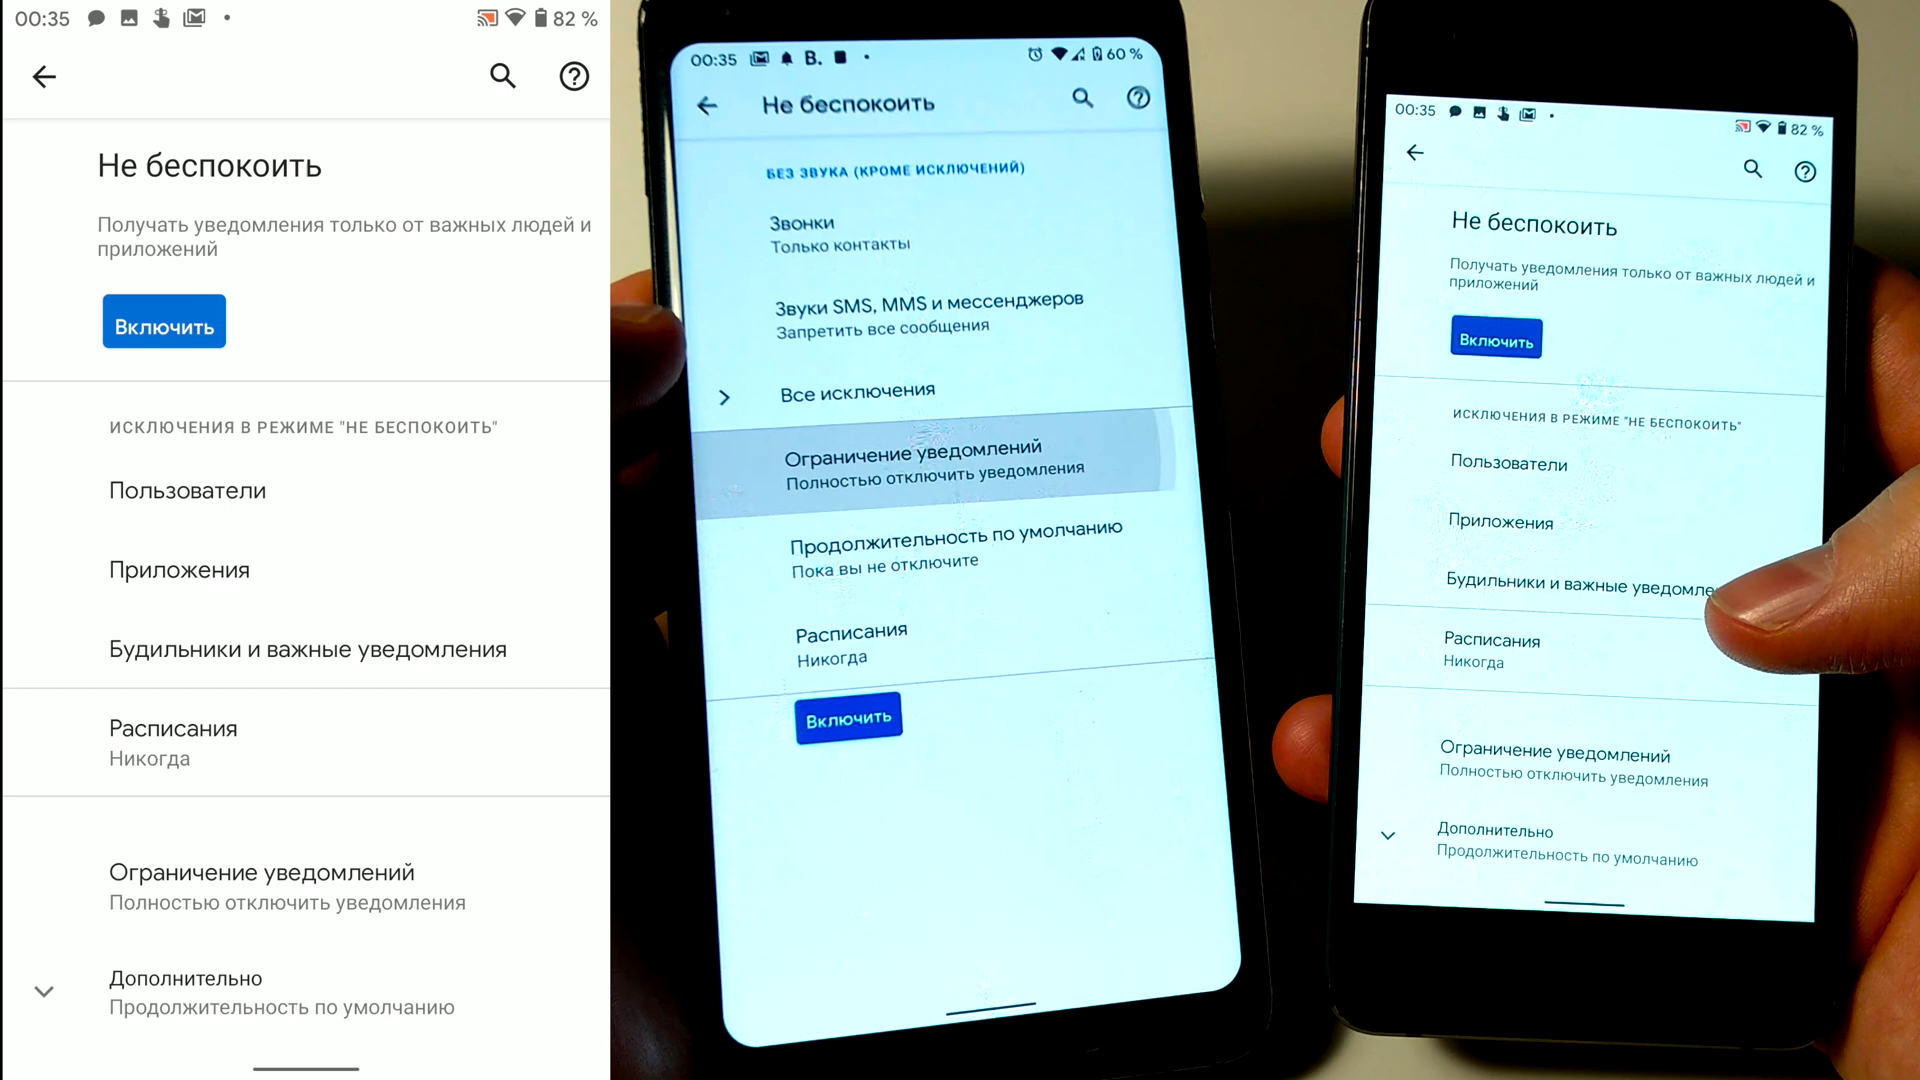 00:35
82 %
Не беспокоить
Получать уведомления только от важных людей и
приложений
Включить
ИСКЛЮЧЕНИЯ В РЕЖИМЕ "НЕ БЕСПОКОИТЬ"
Пользователи
Приложения
Будильники и важные уведомления
Расписания
Никогда
Ограничение уведомлений
Полностью отключить уведомления
Дополнительно
Продолжительность по умолчанию
00:35 B. 60 %
Не беспокоить
БЕЗ ЗВУКА (КРОМЕ ИСКЛЮЧЕНИЙ)
Звонки
Только контакты
Звуки SMS, MMS и мессенджеров
Запретить все сообщения
Все исключения
Ограничение уведомлений
Полностью отключить уведомления
Продолжительность по умолчанию
Пока вы не отключите
Расписания
Никогда
Включить
00:35
82 %
Не беспокоить
Получать уведомления только от важных людей и
приложений
Включить
ИСКЛЮЧЕНИЯ В РЕЖИМЕ "НЕ БЕСПОКОИТЬ"
Пользователи
Приложения
Будильники и важные уведомле
Расписания
Никогда
Ограничение уведомлений
Полностью отключить уведомления
Дополнительно
Продолжительность по умолчанию